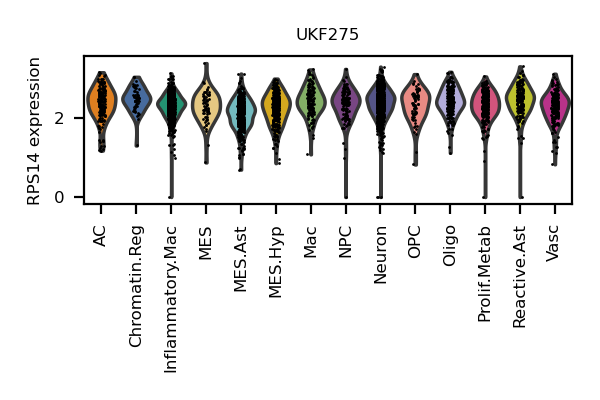 UKF275
RPS14 expression
2
0
AC
Chromatin.Reg
Inflammatory.Mac
MES
MES.Ast
MES.Hyp
Mac
NPC
Neuron
OPC
Oligo
Prolif.Metab
Reactive.Ast
Vasc